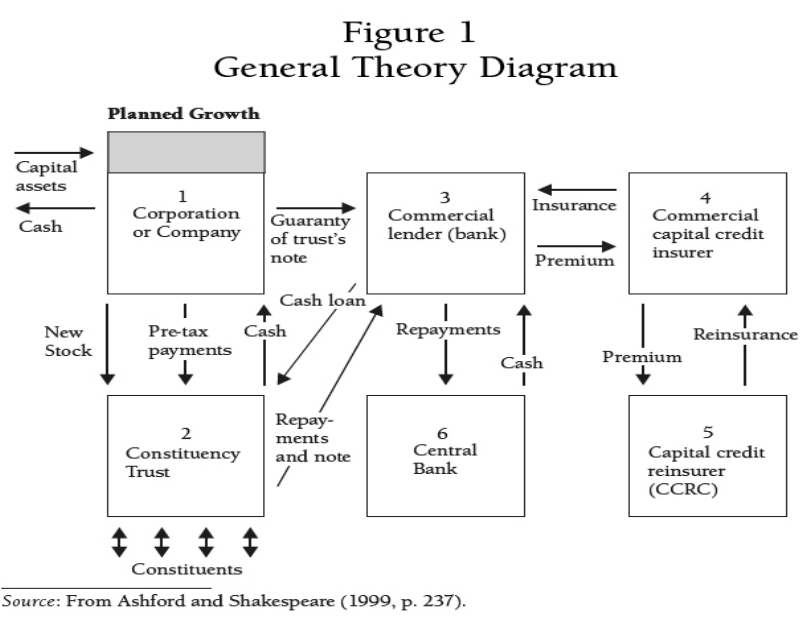 Figure 1
General Theory Diagram
Planned Growth
Capital
assets
Cash
1
Corporation
or Company
Guaranty
of trust's
note
3
Commercial
lender (bank)
Insurance
Premium
4
Commercial
capital credit
insurer
New
Stock
Pre-tax
payments
Cash
Cash loan
Repayments
Cash
Premium
Reinsurance
2
Constituency
Trust
Repay-
ments
and note
6
Central
Bank
5
Capital credit
reinsurer
(CCRC)
Constituents
Source: From Ashford and Shakespeare (1999, p. 237).